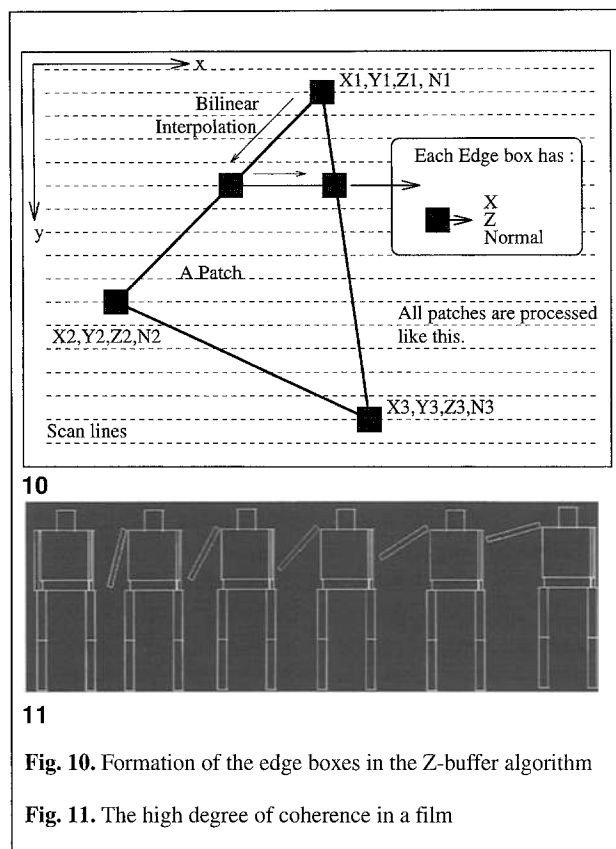 x
X1,Y1,Z1, N1
Bilinear
Interpolation
Each Edge box has :
X
Z
Normal
y
A Patch
All patches are processed
like this.
X2,Y2,Z2,N2
X3,Y3,Z3,N3
Scan lines
10
11
Fig. 10. Formation of the edge boxes in the Z-buffer algorithm
Fig. 11. The high degree of coherence in a film